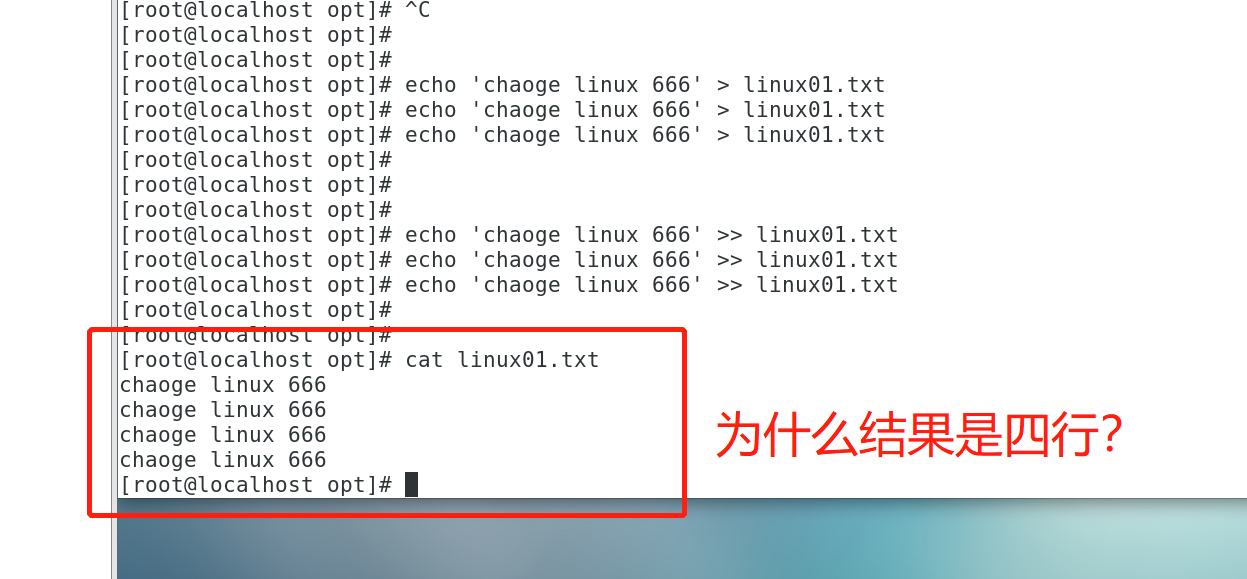 [root@localhost opt]# ^C
[root@localhost opt]#
[root@localhost opt]#
[root@localhost opt]# echo 'chaoge linux 666' > linux01.txt
[root@localhost opt]# echo 'chaoge linux 666' > linux01.txt
[root@localhost opt]# echo 'chaoge linux 666' > linux01.txt
[root@localhost opt]#
[root@localhost opt]#
[root@localhost opt]#
[root@localhost opt]# echo 'chaoge linux 666' >> linux01.txt
[root@localhost opt]# echo 'chaoge linux 666' >> linux01.txt
[root@localhost opt]# echo 'chaoge linux 666' >> linux01.txt
[root@localhost opt]#
[root@localhost opt]#
[root@localhost opt]# cat linux01.txt
chaoge linux 666
chaoge linux 666
chaoge linux 666
chaoge linux 666
[root@localhost opt]#
为什么结果是四行？